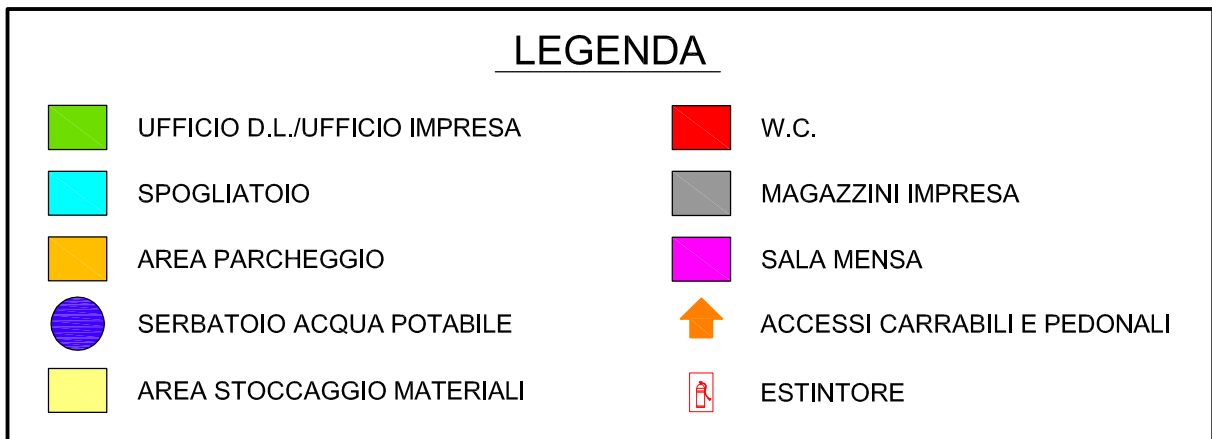 LEGENDA
UFFICIO D.L./UFFICIO IMPRESA
SPOGLIATOIO
AREA PARCHEGGIO
SERBATOIO ACQUA POTABILE
AREA STOCCAGGIO MATERIALI
W.C.
MAGAZZINI IMPRESA
SALA MENSA
ACCESSI CARRABILI E PEDONALI
ESTINTORE